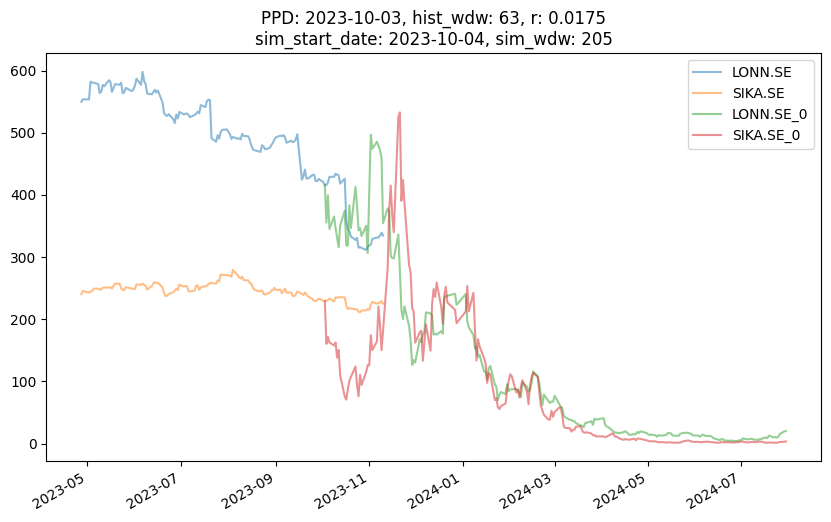 PPD: 2023-10-03, hist_wdw: 63, r: 0.0175
sim_start_date: 2023-10-04, sim_wdw: 205
LONN.SE
SIKA.SE
LONN.SE_0
SIKA.SE_0
600
500
400
300
200
100
0
2023-05
2023-07
2023-09
2023-11
2024-01
2024-03
2024-05
2024-07